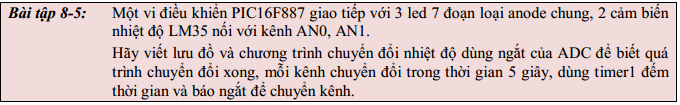 Bài tập 8-5: Một vi điều khiển PIC16F887 giao tiếp với 3 led 7 đoạn loại anode chung, 2 cảm biến
nhiệt độ LM35 nối với kênh AN0, AN1.
Hãy viết lưu đồ và chương trình chuyển đổi nhiệt độ dùng ngắt của ADC để biết quá
trình chuyển đổi xong, mỗi kênh chuyển đổi trong thời gian 5 giây, dùng timer1 đếm
thời gian và báo ngắt để chuyển kênh.